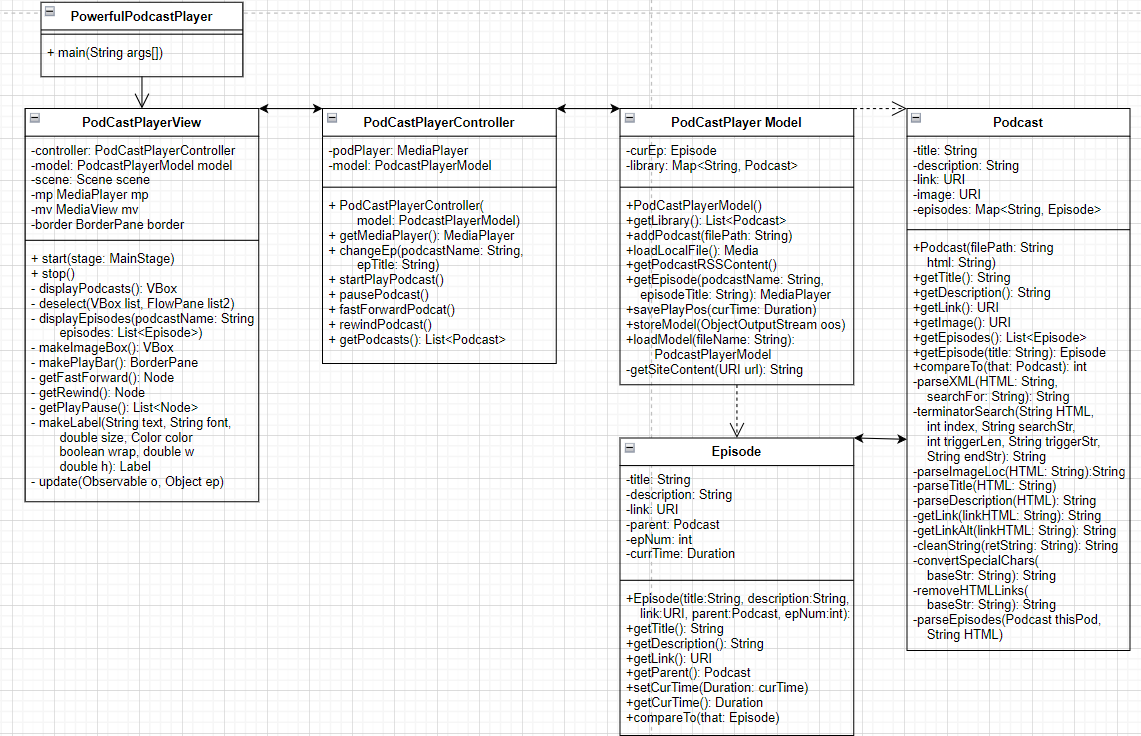 PowerfulPodcastPlayer
+ main(String args[])
PodCastPlayerView
-controller: PodCastPlayerController
-model: PodcastPlayerModel model
-scene: Scene scene
-mp MediaPlayer mp
-mv MediaView mv
-border BorderPane border
+ start(stage: MainStage)
+ stop()
- displayPodcasts(): VBox
- deselect(VBox list, FlowPane list2)
- displayEpisodes(podcastName: String
episodes: List<Episode>)
- makeImageBox(): VBox
- makePlayBar(): BorderPane
- getFastForward(): Node
- getRewind(): Node
- getPlayPause(): List<Node>
- makeLabel(String text, String font,
double size, Color color
boolean wrap, double w
double h): Label
- update(Observable o, Object ep)
PodCastPlayerController
-podPlayer: MediaPlayer
-model: PodcastPlayerModel
+ PodCastPlayerController(
model: PodcastPlayerModel)
+ getMediaPlayer(): MediaPlayer
+ changeEp(podcastName: String,
epTitle: String)
+ startPlayPodcast()
+ pausePodcast()
+ fastForwardPodcat()
+ rewindPodcast()
+ getPodcasts(): List<Podcast>
PodCastPlayer Model
-curEp: Episode
-library: Map<String, Podcast>
+PodCastPlayerModel()
+getLibrary(): List<Podcast>
+addPodcast(filePath: String)
+loadLocalFile(): Media
+getPodcastRSSContent()
+getEpisode(podcastName: String,
episodeTitle: String): MediaPlayer
+savePlayPos(curTime: Duration)
+storeModel(ObjectOutputStream oos)
+loadModel(fileName: String):
PodcastPlayerModel
-getSiteContent(URI url): String
Episode
-title: String
-description: String
-link: URI
-parent: Podcast
-epNum: int
-currTime: Duration
+Episode(title:String, description:String,
link:URI, parent:Podcast, epNum:int):
+getTitle(): String
+getDescription(): String
+getLink(): URI
+getParent(): Podcast
+setCurTime(Duration: curTime)
+getCurTime(): Duration
+compareTo(that: Episode)
Podcast
-title: String
-description: String
-link: URI
-image: URI
-episodes: Map<String, Episode>
+Podcast(filePath: String
html: String)
+getTitle(): String
+getDescription(): String
+getLink(): URI
+getImage(): URI
+getEpisodes(): List<Episode>
+getEpisode(title: String): Episode
+compareTo(that: Podcast): int
-parseXML(HTML: String,
searchFor: String): String
-terminatorSearch(String HTML,
int index, String searchStr,
int triggerLen, String triggerStr,
String endStr): String
-parseImageLoc(HTML: String):String
-parseTitle(HTML: String)
-parseDescription(HTML): String
-getLink(linkHTML: String): String
-getLinkAlt(linkHTML: String): String
-cleanString(retString: String): String
-convertSpecialChars(
baseStr: String): String
-removeHTMLLinks(
baseStr: String): String
-parseEpisodes(Podcast thisPod,
String HTML)